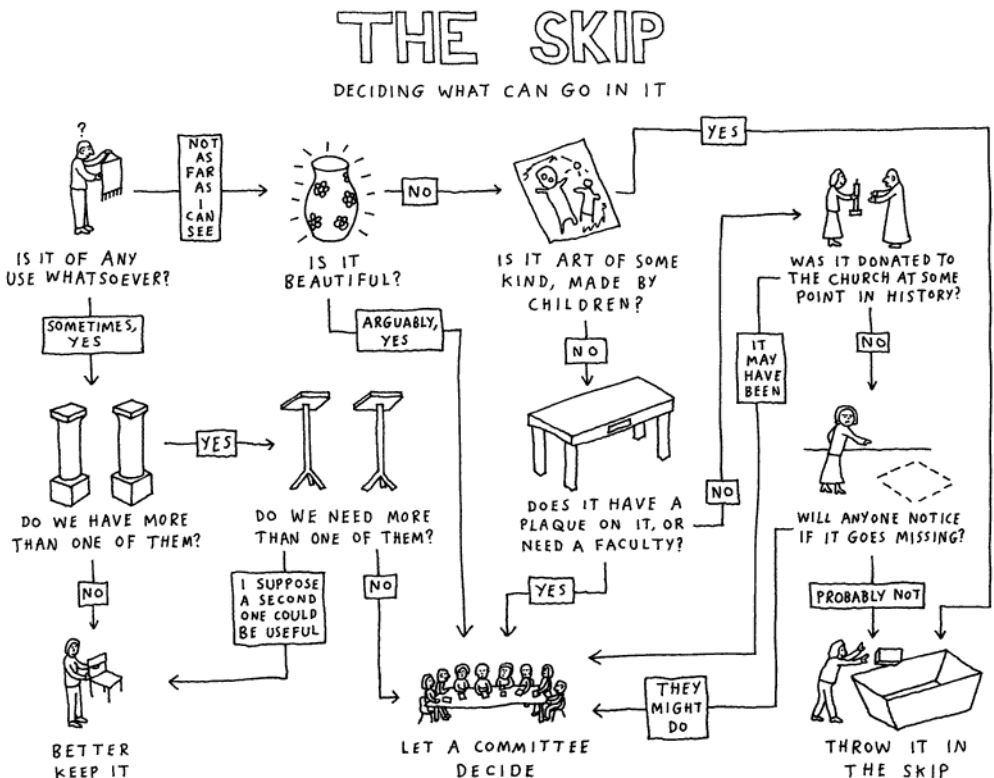 THE SKIP
DECIDING WHAT CAN GO IN IT
?
IS IT OF ANY
USE WHATSOEVER?
NOT
AS
FAR
AS
I
CAN
SEE
IS IT
BEAUTIFUL?
NO
IS IT ART OF SOME
KIND, MADE BY
CHILDREN?
YES
WAS IT DONATED TO
THE CHURCH AT SOME
POINT IN HISTORY?
SOMETIMES,
YES
ARGUABLY,
YES
NO
IT
MAY
HAVE
BEEN
NO
DO WE HAVE MORE
THAN ONE OF THEM?
YES
DO WE NEED MORE
THAN ONE OF THEM?
DOES IT HAVE A
PLAQUE ON IT, OR
NEED A FACULTY?
NO
WILL ANYONE NOTICE
IF IT GOES MISSING?
NO
I SUPPOSE
A SECOND
ONE COULD
BE USEFUL
NO
YES
PROBABLY NOT
THEY
MIGHT
DO
BETTER
KEEP IT
LET A COMMITTEE
DECIDE
THROW IT IN
THE SKIP